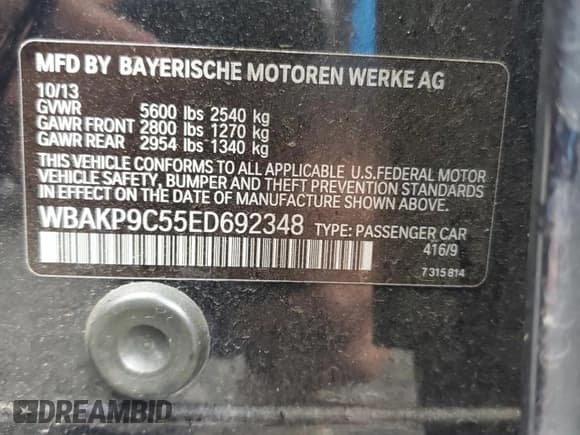 MFD BY BAYERISCHE MOTOREN WERKE AG
10/13
GVWR 5600 lbs 2540 kg
GAWR FRONT 2800 lbs 1270 kg
GAWR REAR 2954 lbs 1340 kg
THIS VEHICLE CONFORMS TO ALL APPLICABLE U.S.FEDERAL MOTOR
VEHICLE SAFETY, BUMPER AND THEFT PREVENTION STANDARDS
IN EFFECT ON THE DATE OF MANUFACTURE SHOWN ABOVE.
WBAKP9C55ED692348 TYPE: PASSENGER CAR
416/9
7 315 814
DREAMBID